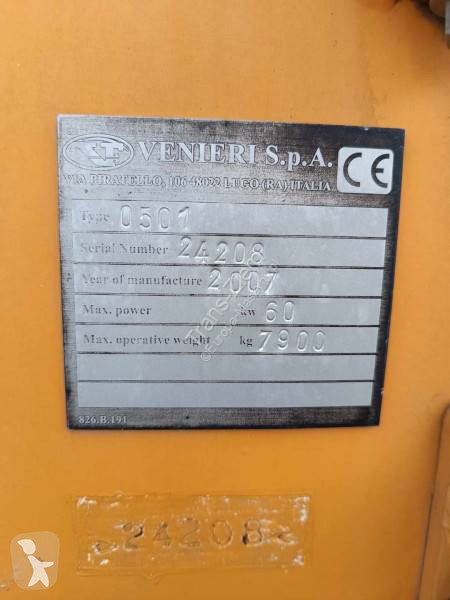 VF VENIERI S.p.A.
VIA PIRATELLO, 106 48022 LUGO (RA) ITALIA
CE
Type 0501
Serial Number 24208
Year of manufacture 2007
Max. power kw 60
Max. operative weight kg 7900
826.B.191
24208